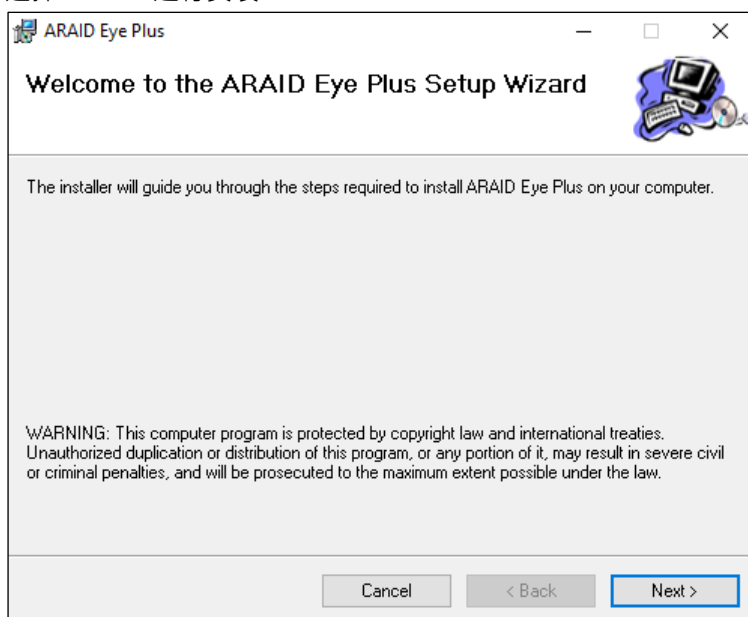 ARAID Eye Plus
Welcome to the ARAID Eye Plus Setup Wizard
The installer will guide you through the steps required to install ARAID Eye Plus on your computer.
WARNING: This computer program is protected by copyright law and international treaties.
Unauthorized duplication or distribution of this program, or any portion of it, may result in severe civil
or criminal penalties, and will be prosecuted to the maximum extent possible under the law.
Cancel
< Back
Next >